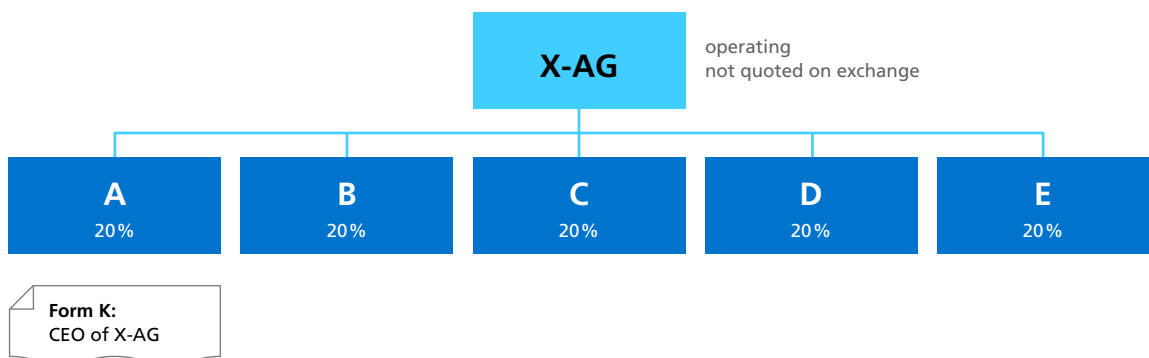 X-AG
operating
not quoted on exchange
A
20%
B
20%
C
20%
D
20%
E
20%
Form K:
CEO of X-AG